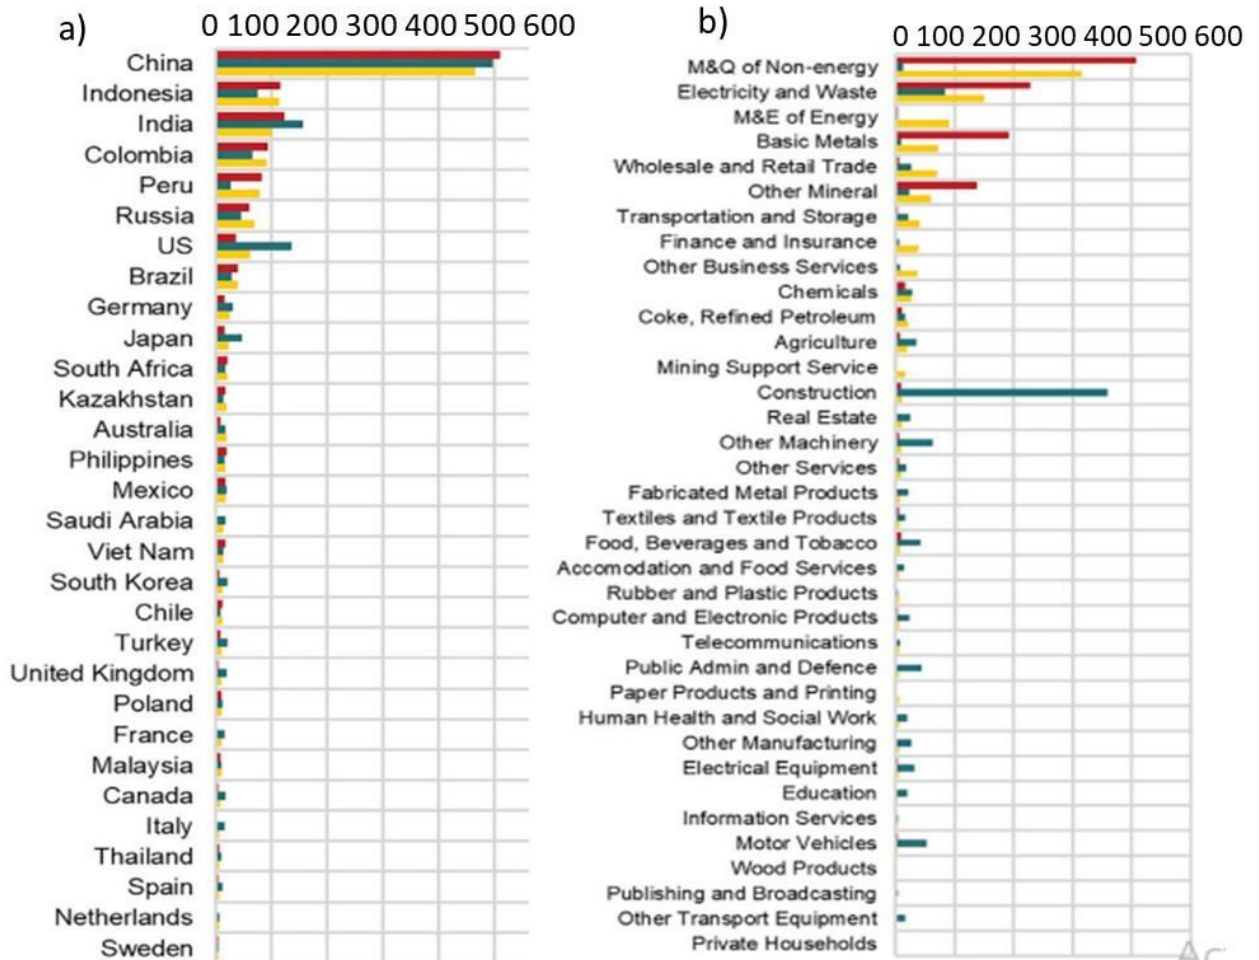 a)
0 100 200 300 400 500 600
China
Indonesia
India
Colombia
Peru
Russia
US
Brazil
Germany
Japan
South Africa
Kazakhstan
Australia
Philippines
Mexico
Saudi Arabia
Viet Nam
South Korea
Chile
Turkey
United Kingdom
Poland
France
Malaysia
Canada
Italy
Thailand
Spain
Netherlands
Sweden
b)
0 100 200 300 400 500 600
M&Q of Non-energy
Electricity and Waste
M&E of Energy
Basic Metals
Wholesale and Retail Trade
Other Mineral
Transportation and Storage
Finance and Insurance
Other Business Services
Chemicals
Coke, Refined Petroleum
Agriculture
Mining Support Service
Construction
Real Estate
Other Machinery
Other Services
Fabricated Metal Products
Textiles and Textile Products
Food, Beverages and Tobacco
Accomodation and Food Services
Rubber and Plastic Products
Computer and Electronic Products
Telecommunications
Public Admin and Defence
Paper Products and Printing
Human Health and Social Work
Other Manufacturing
Electrical Equipment
Education
Information Services
Motor Vehicles
Wood Products
Publishing and Broadcasting
Other Transport Equipment
Private Households